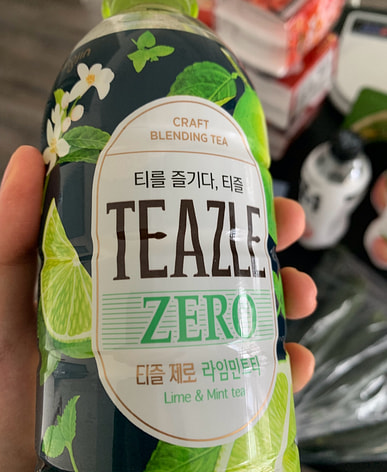 CRAFT
BLENDING TEA
티를 즐기다, 티즐
TEAZLE
ZERO
티즐 제로 라임민트티
Lime & Mint tea